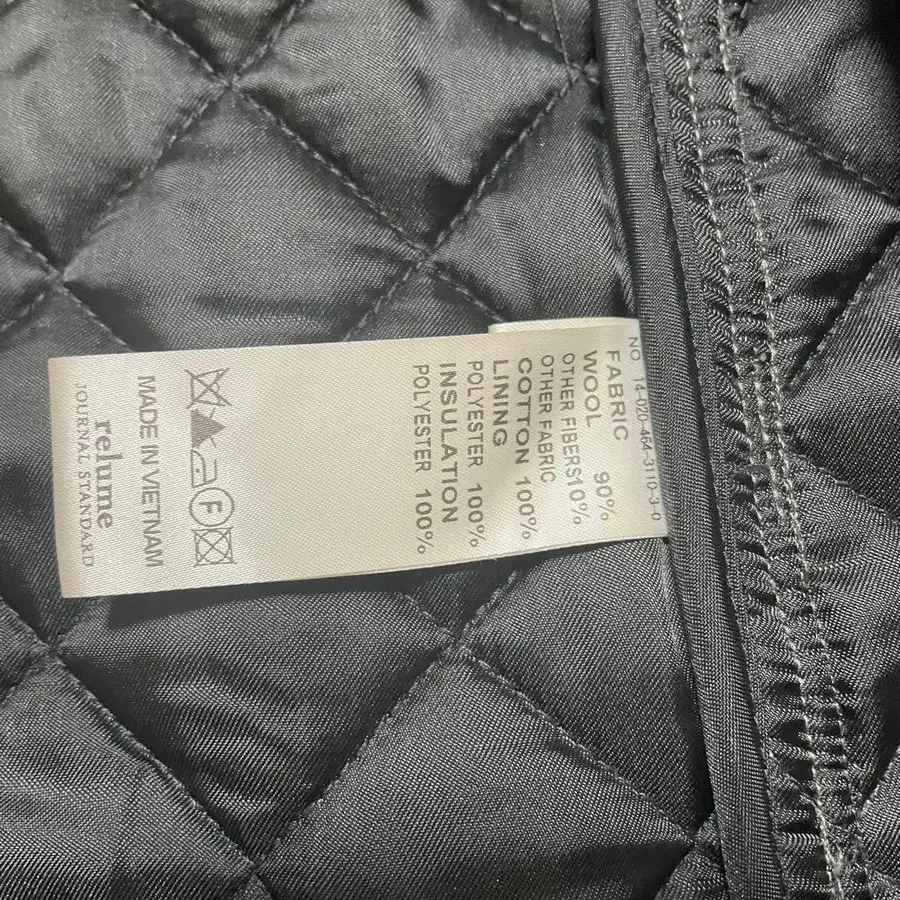 NO. 14-020-464-3110-3-0
FABRIC
WOOL 90%
OTHER FIBERS10%
OTHER FABRIC
COTTON 100%
LINING
POLYESTER 100%
INSULATION
POLYESTER 100%
F
MADE IN VIETNAM
relume
JOURNAL STANDARD